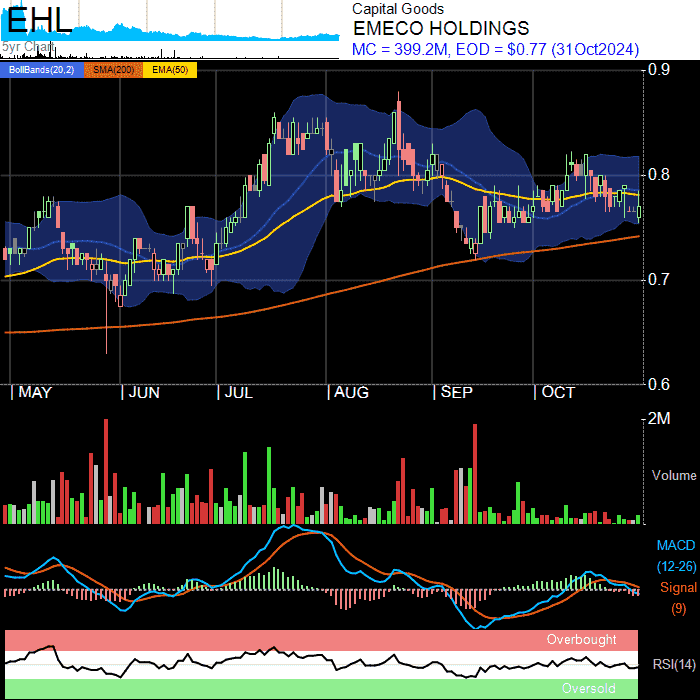 EHL
5yr Chart
Capital Goods
EMECO HOLDINGS
MC = 399.2M, EOD = $0.77 (31Oct2024)
BollBands(20,2) SMA(200) EMA(50)
0.9
0.8
0.7
0.6
MAY JUN JUL AUG SEP OCT
2M
Volume
MACD
(12-26)
Signal
(9)
Overbought
RSI(14)
Oversold